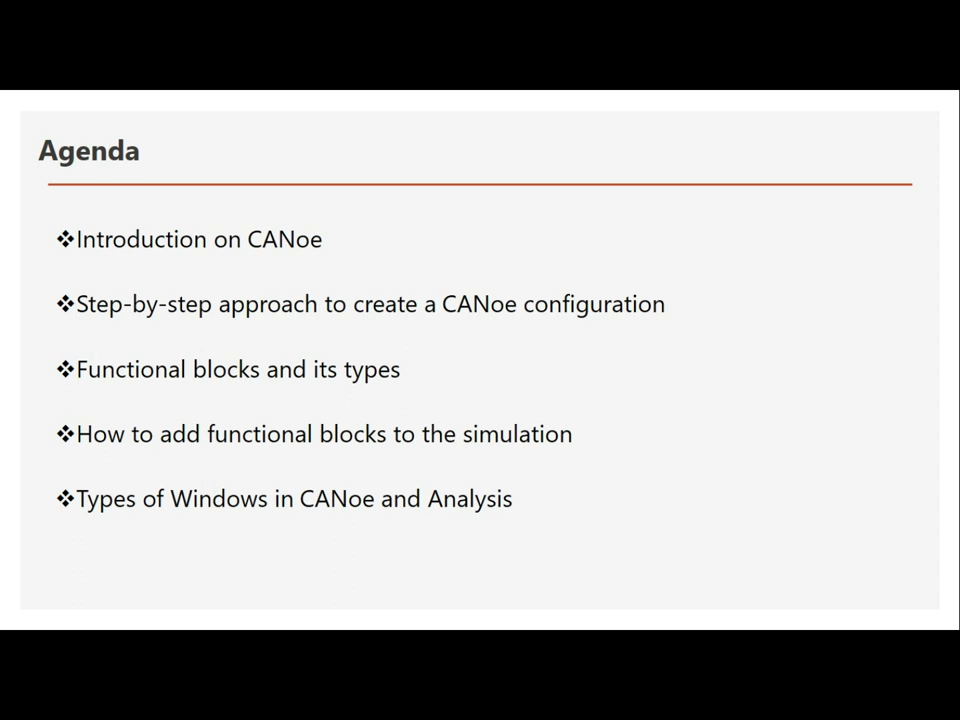 Agenda
❖Introduction on CANoe
❖Step-by-step approach to create a CANoe configuration
❖Functional blocks and its types
❖How to add functional blocks to the simulation
❖Types of Windows in CANoe and Analysis